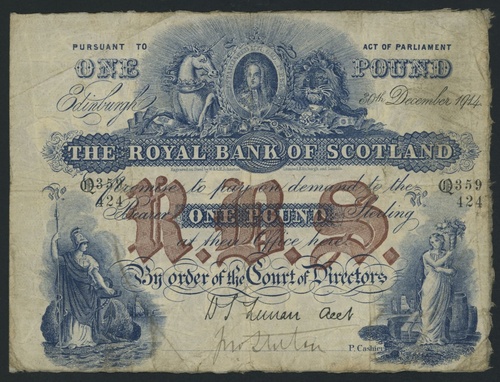 PURSUANT TO ACT OF PARLIAMENT
ONE POUND
Edinburgh 30th December 1914.
THE ROYAL BANK OF SCOTLAND
Promise to pay on demand to the
No. Q359/424 No. Q359/424
Bearer ONE POUND Sterling
at their Office here
R.B.S.
By order of the Court of Directors
Acct
P. Cashier